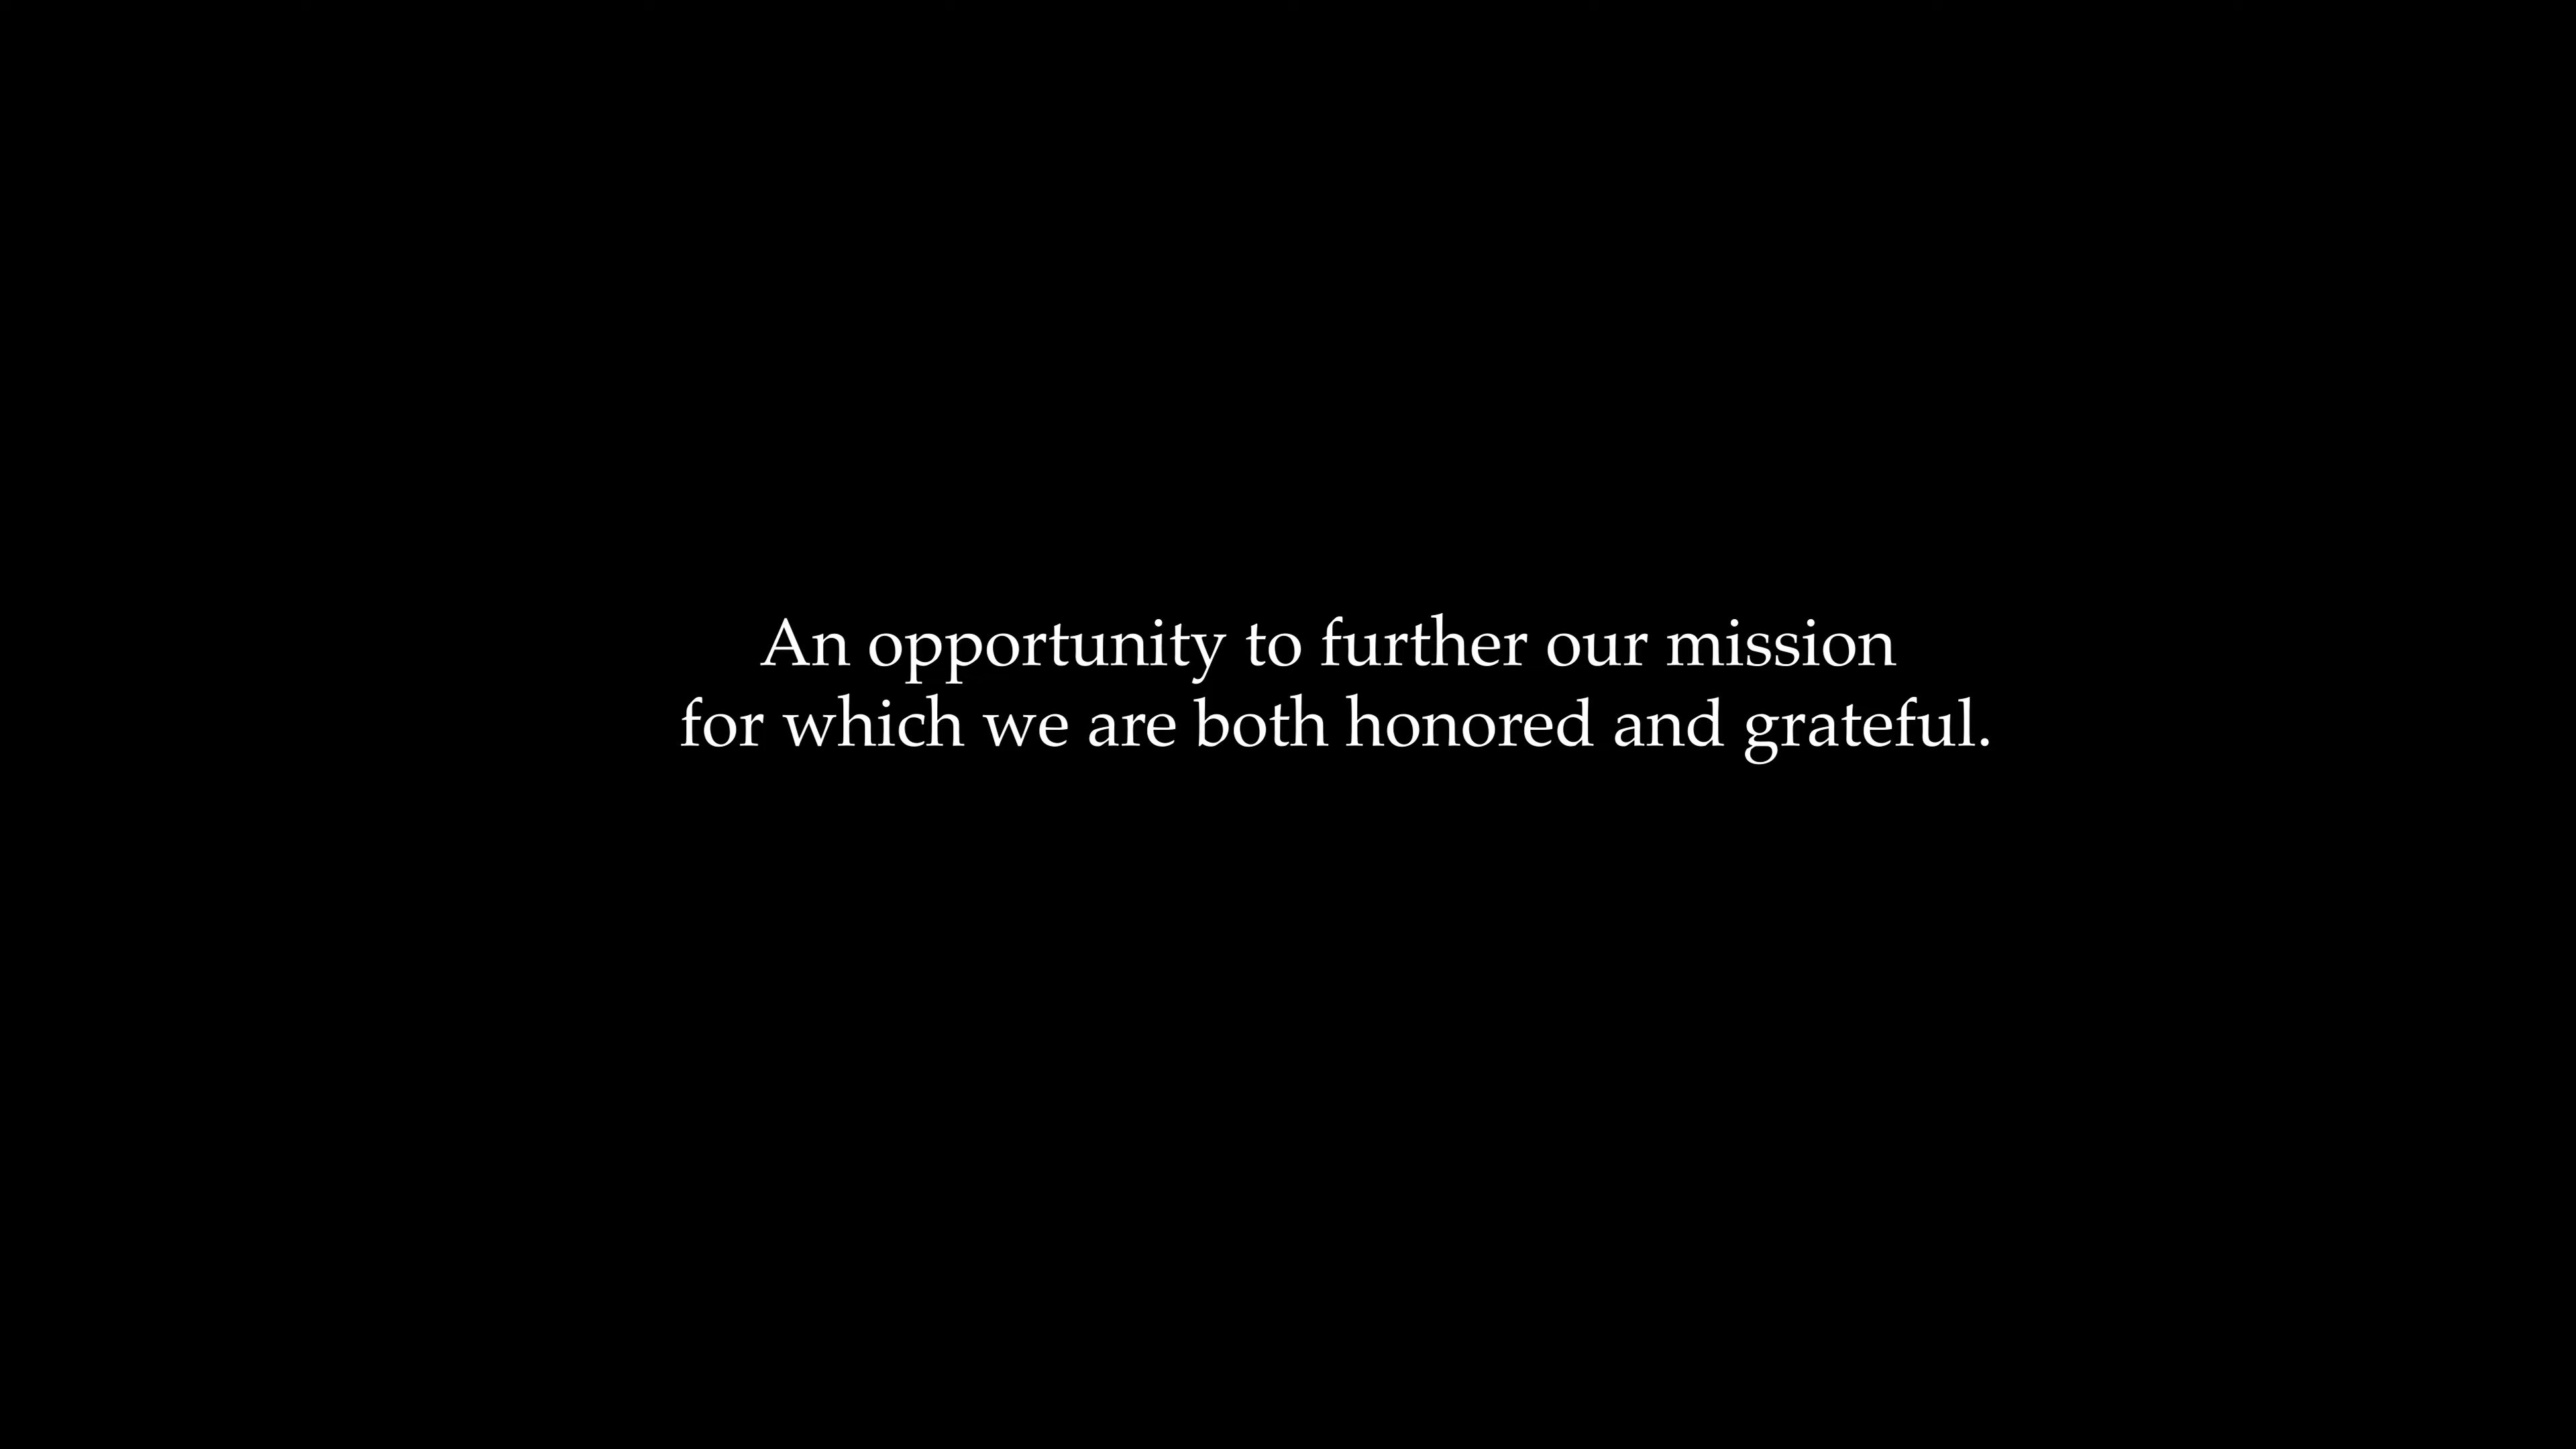 An opportunity to further our mission
for which we are both honored and grateful.